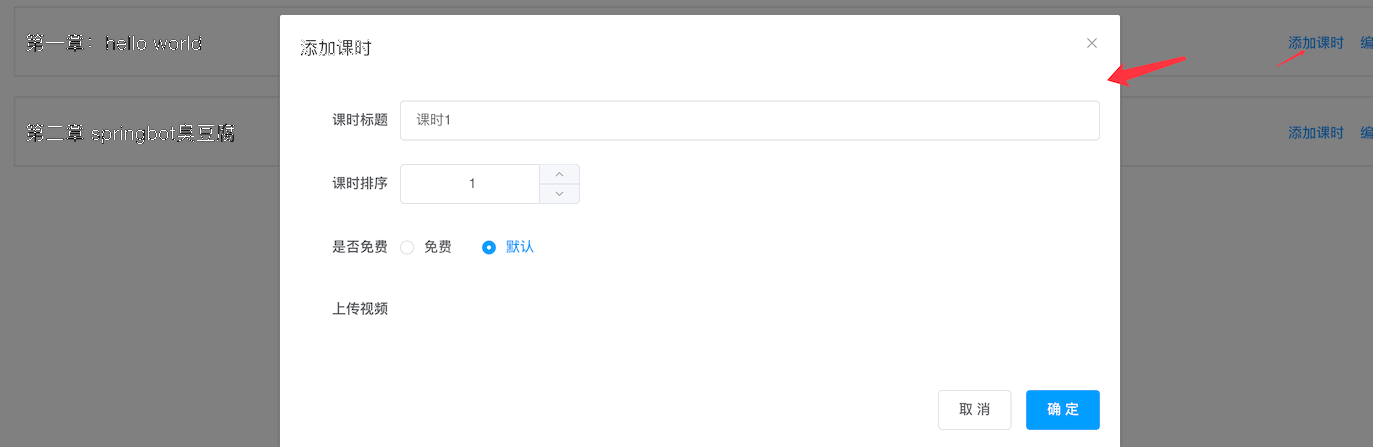 第一章：hello world
添加课时 编
添加课时
课时标题 课时1
第二章 springbot臭豆腐
添加课时 编
课时排序 1
是否免费 免费 默认
上传视频
取 消 确 定